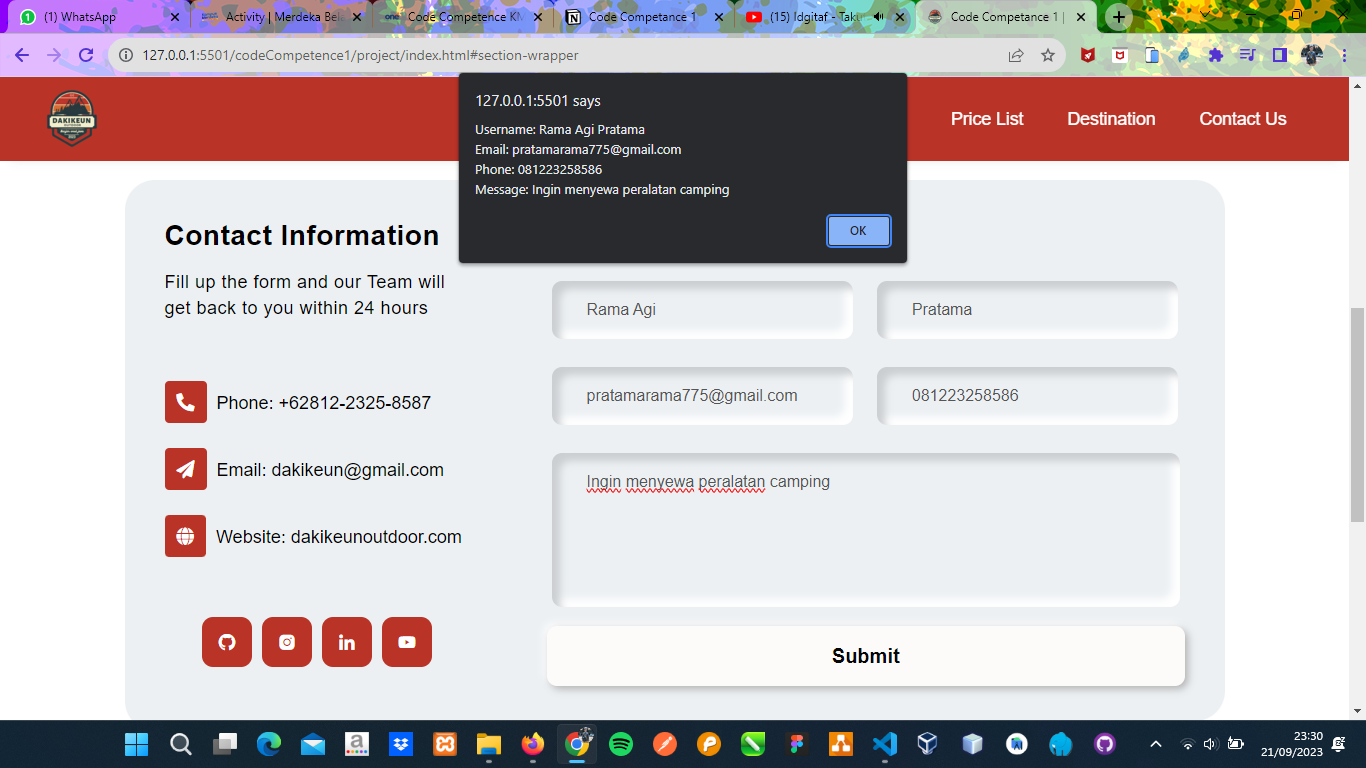 (1) WhatsApp
Activity | Merdeka Bela
Code Competence KM
Code Competance 1
(15) Idgitaf - Taku
Code Competance 1 |
127.0.0.1:5501/codeCompetence1/project/index.html#section-wrapper
127.0.0.1:5501 says
Username: Rama Agi Pratama
Email: pratamarama775@gmail.com
Phone: 081223258586
Message: Ingin menyewa peralatan camping
OK
DAKIKEUN
Price List
Destination
Contact Us
Contact Information
Fill up the form and our Team will
get back to you within 24 hours
Phone: +62812-2325-8587
Email: dakikeun@gmail.com
Website: dakikeunoutdoor.com
Rama Agi
Pratama
pratamarama775@gmail.com
081223258586
Ingin menyewa peralatan camping
Submit
23:30
21/09/2023